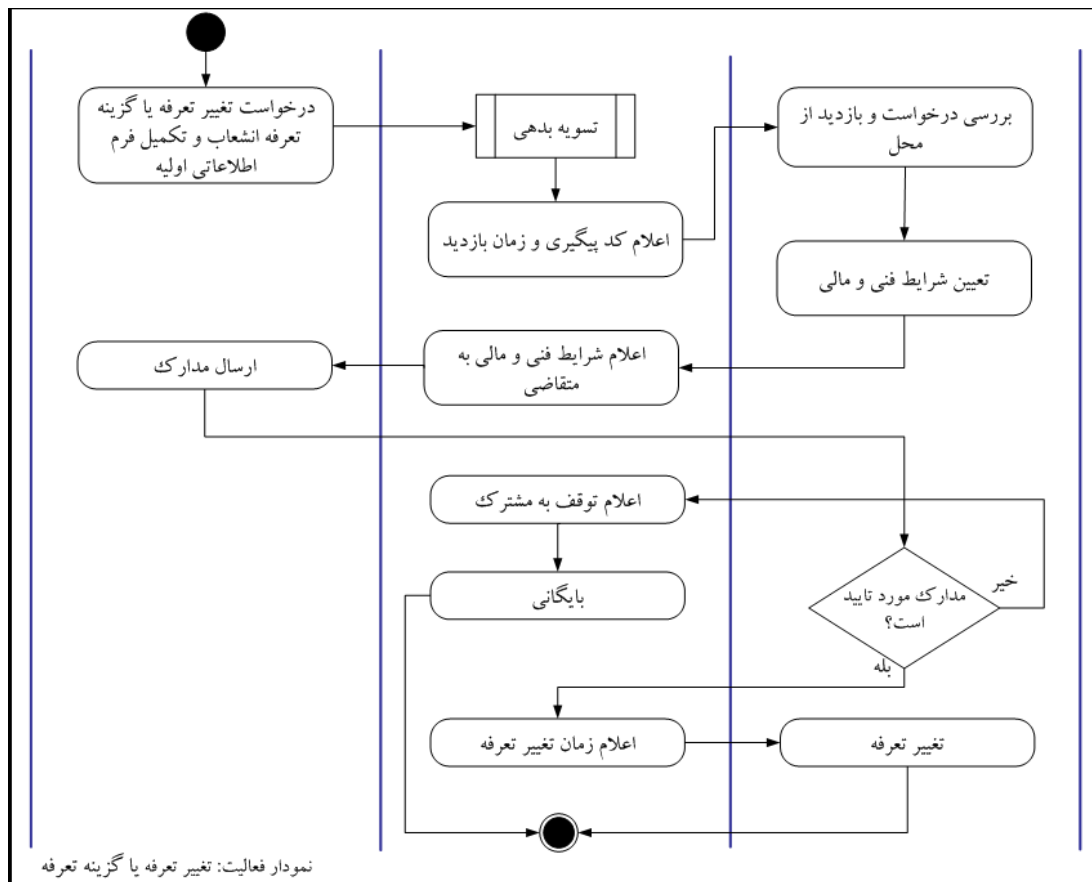 درخواست تغییر تعرفه یا گزینه
تعرفه انشعاب و تکمیل فرم
اطلاعاتی اولیه
تسویه بدهی
بررسی درخواست و بازدید از
محل
اعلام کد پیگیری و زمان بازدید
تعیین شرایط فنی و مالی
اعلام شرایط فنی و مالی به
متقاضی
ارسال مدارک
اعلام توقف به مشترک
بایگانی
مدارک مورد تایید
است؟
خیر
بله
اعلام زمان تغییر تعرفه
تغییر تعرفه
نمودار فعالیت: تغییر تعرفه یا گزینه تعرفه